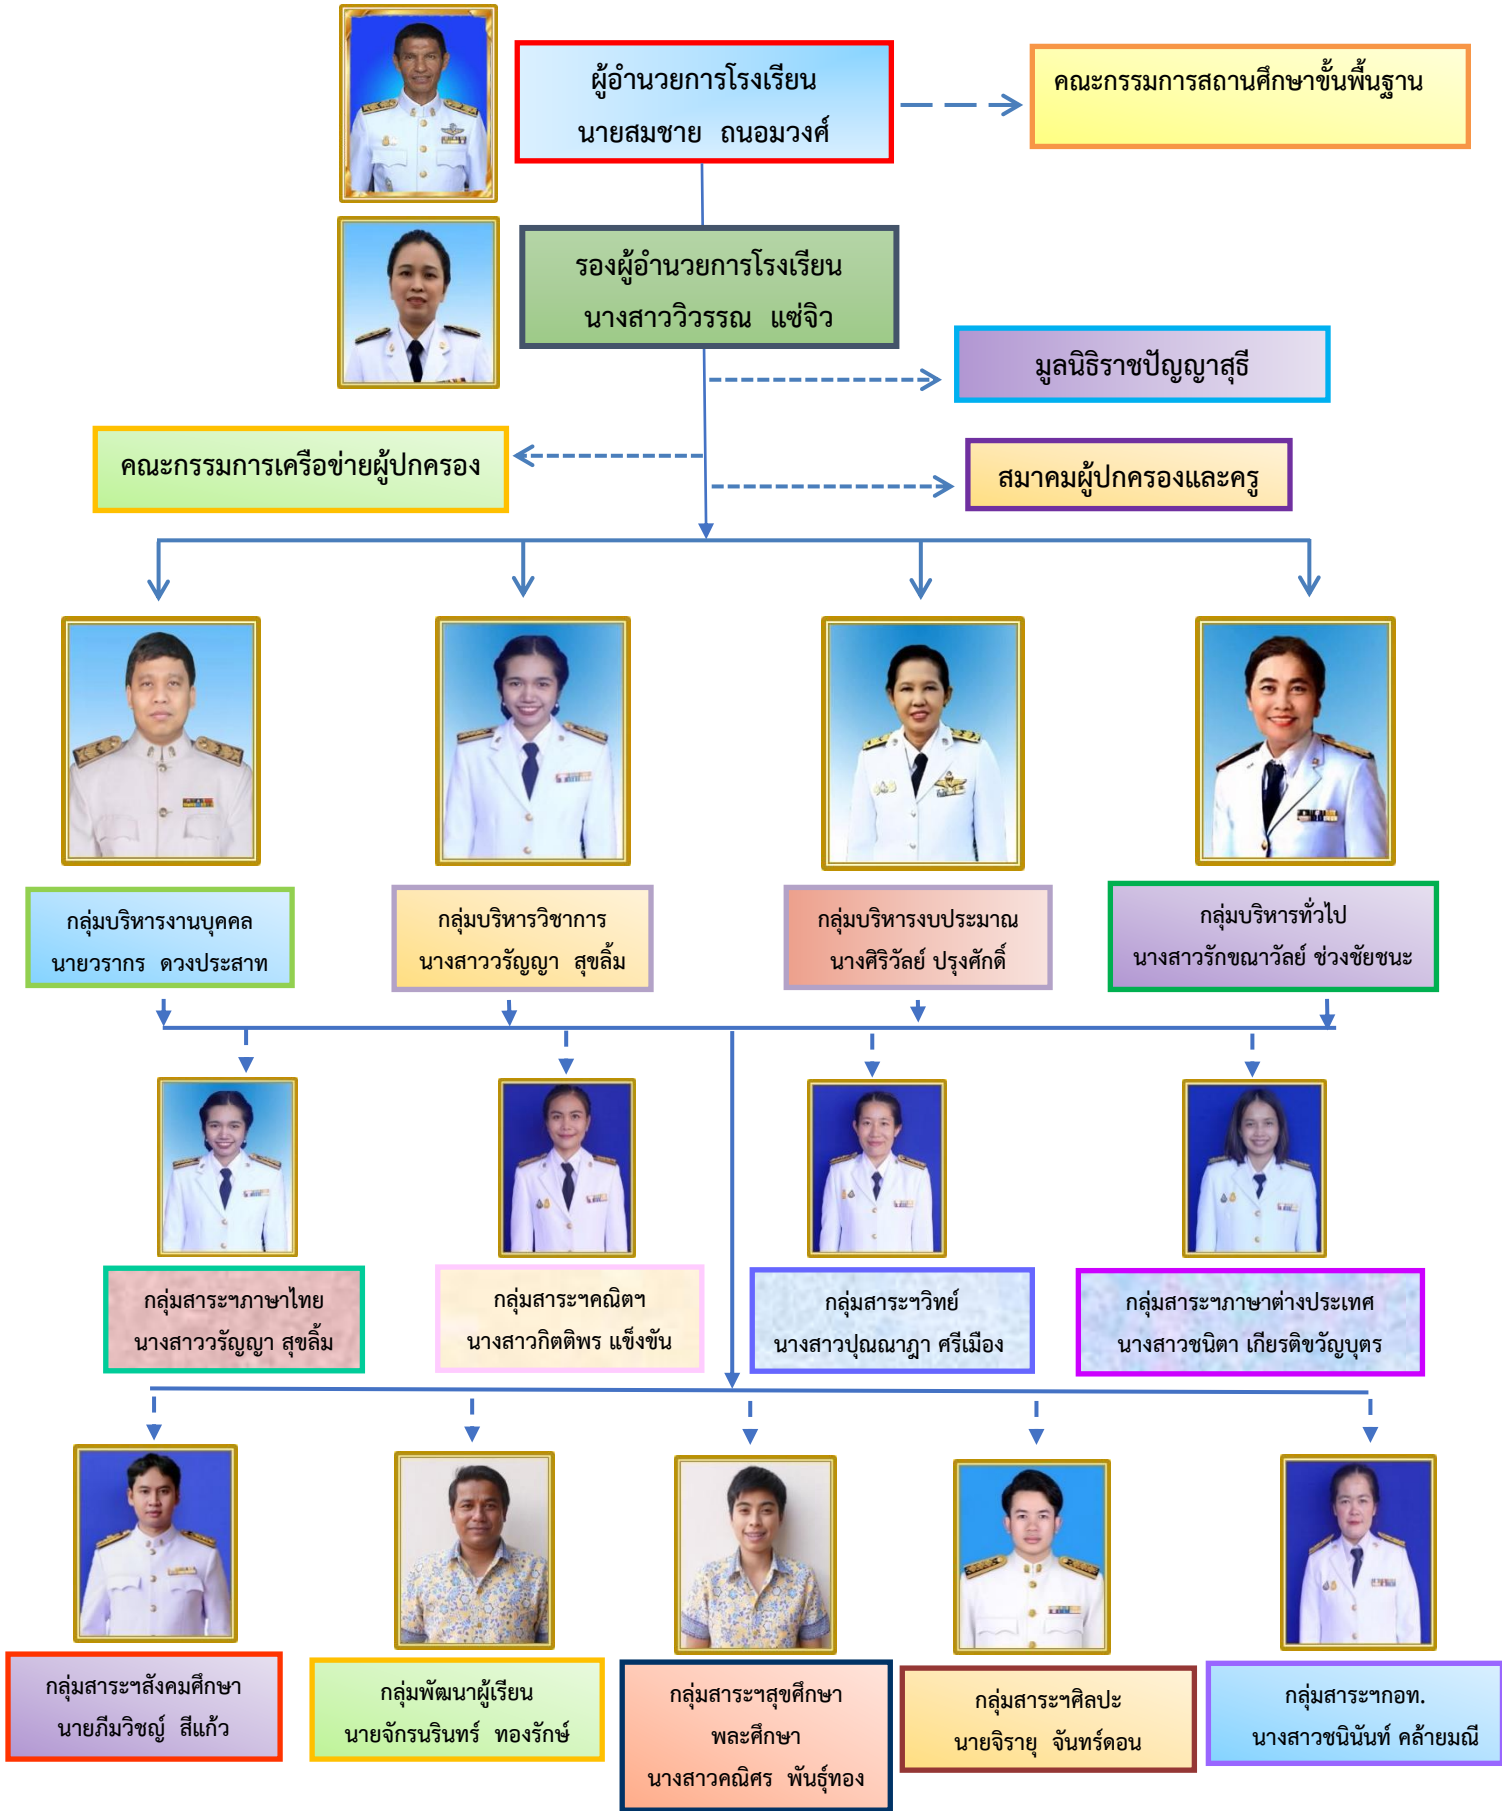 ผู้อำนวยการโรงเรียน
นายสมชาย ถนอมวงศ์
คณะกรรมการสถานศึกษาขั้นพื้นฐาน
รองผู้อำนวยการโรงเรียน
นางสาววิวรรณ แซ่จิว
มูลนิธิราชปัญญาสุธี
คณะกรรมการเครือข่ายผู้ปกครอง
สมาคมผู้ปกครองและครู
กลุ่มบริหารงานบุคคล
นายวรากร ดวงประสาท
กลุ่มบริหารวิชาการ
นางสาววรัญญา สุขลิ้ม
กลุ่มบริหารงบประมาณ
นางศิริวัลย์ ปรุงศักดิ์
กลุ่มบริหารทั่วไป
นางสาวรักขณาวัลย์ ช่วงชัยชนะ
กลุ่มสาระฯภาษาไทย
นางสาววรัญญา สุขลิ้ม
กลุ่มสาระฯคณิตฯ
นางสาวกิตติพร แข็งขัน
กลุ่มสาระฯวิทย์
นางสาวปุณณาฎา ศรีเมือง
กลุ่มสาระฯภาษาต่างประเทศ
นางสาวชนิตา เกียรติขวัญบุตร
กลุ่มสาระฯสังคมศึกษา
นายภีมวิชญ์ สีแก้ว
กลุ่มพัฒนาผู้เรียน
นายจักรนรินทร์ ทองรักษ์
กลุ่มสาระฯสุขศึกษา
พละศึกษา
นางสาวคณิศร พันธุ์ทอง
กลุ่มสาระฯศิลปะ
นายจิรายุ จันทร์ดอน
กลุ่มสาระฯกอท.
นางสาวชนินันท์ คล้ายมณี